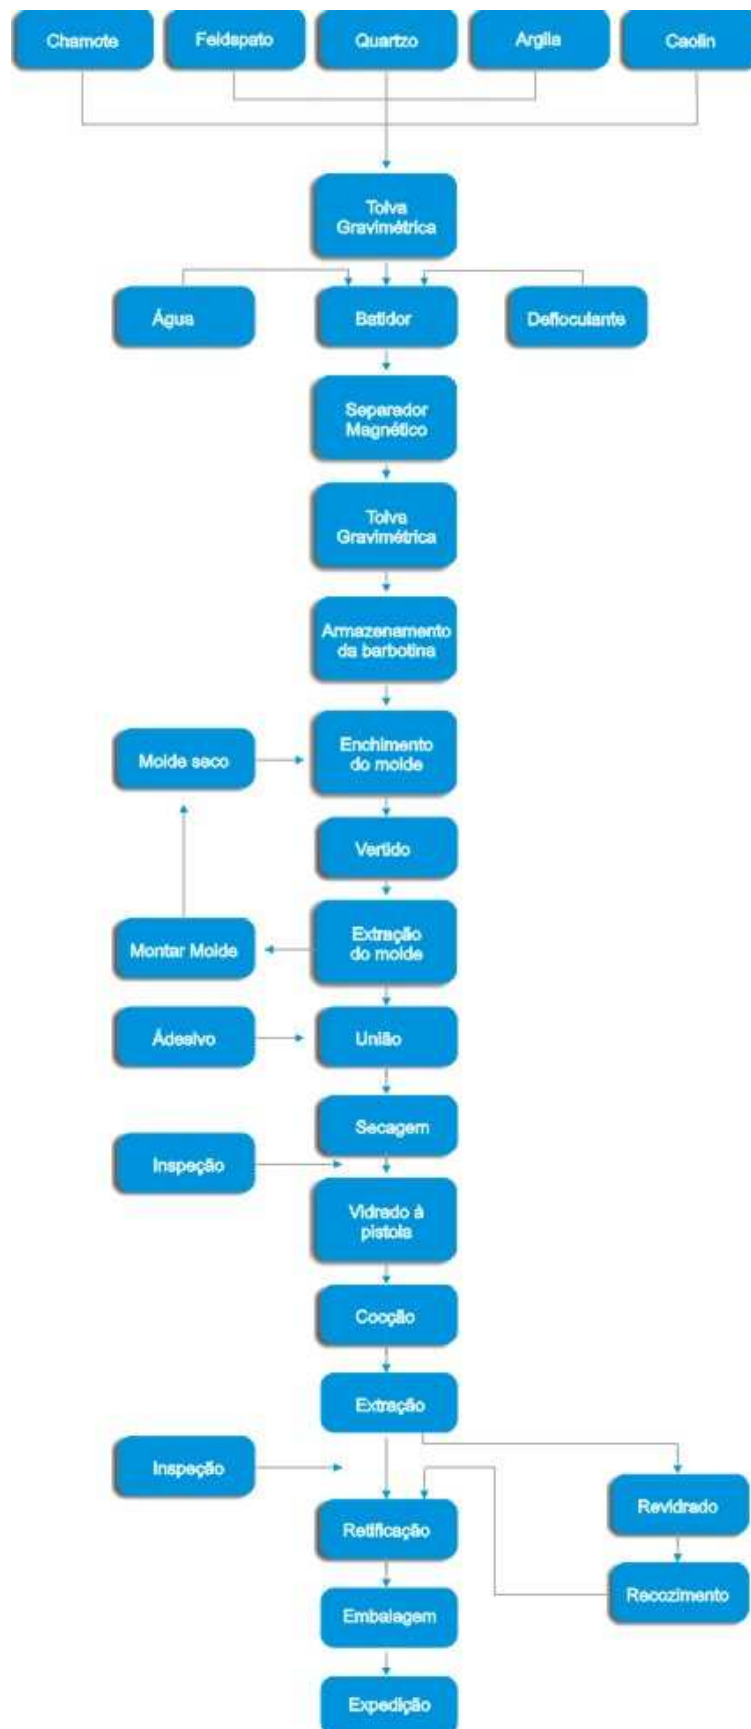 Chamote
Feldspato
Quartzo
Argila
Caolin
Tolva
Gravimétrica
Água
Batidor
Defloculante
Separador
Magnético
Tolva
Gravimétrica
Armazenamento
da barbotina
Molde seco
Enchimento
do molde
Vertido
Montar Molde
Extração
do molde
Ádesivo
União
Secagem
Inspeção
Vidrado à
pistola
Cocção
Extração
Inspeção
Revidrado
Retificação
Recozimento
Embalagem
Expedição